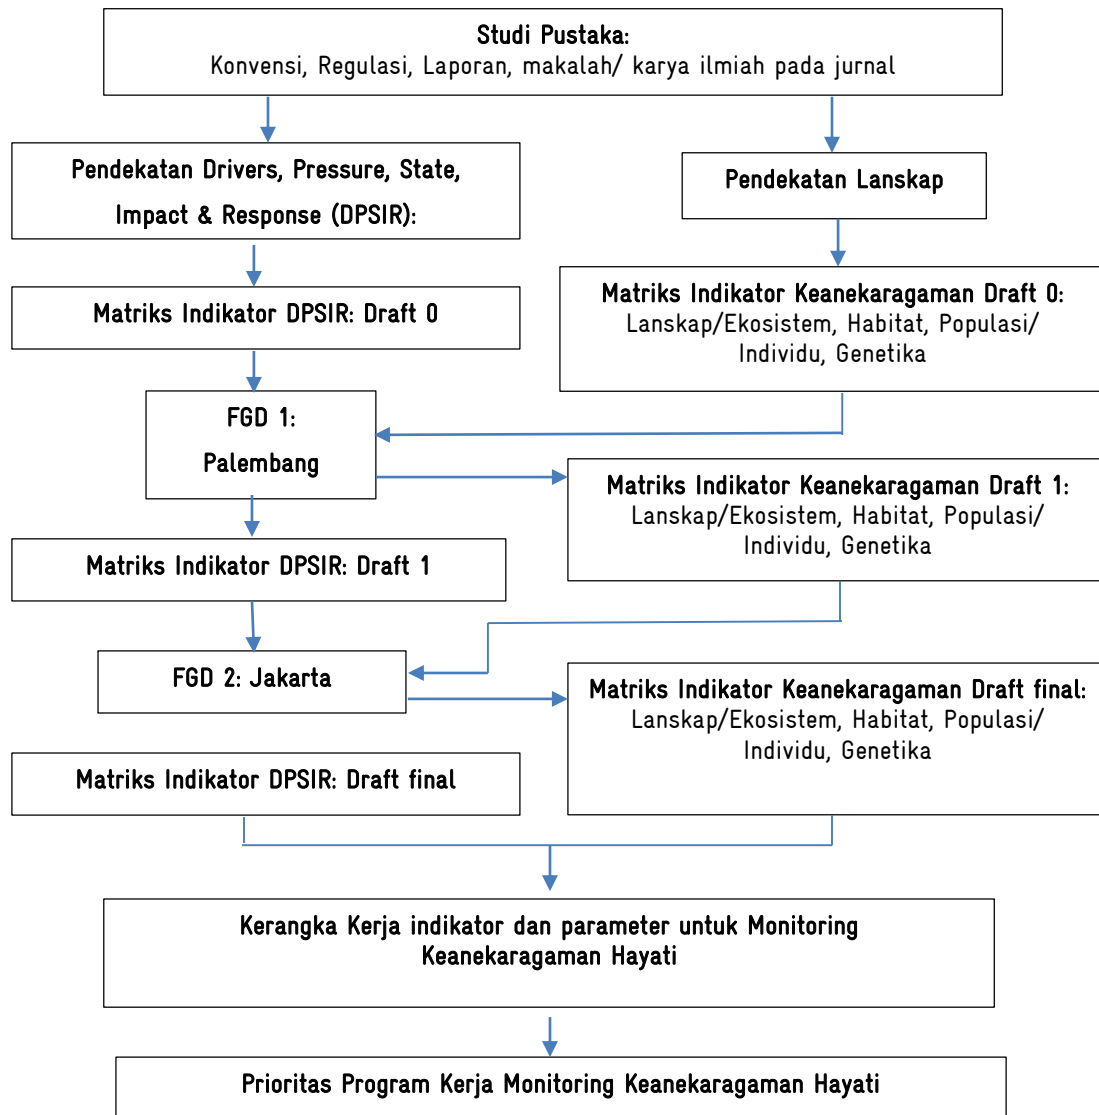 Studi Pustaka:
Konvensi, Regulasi, Laporan, makalah/ karya ilmiah pada jurnal
Pendekatan Drivers, Pressure, State,
Impact & Response (DPSIR):
Pendekatan Lanskap
Matriks Indikator DPSIR: Draft 0
Matriks Indikator Keanekaragaman Draft 0:
Lanskap/Ekosistem, Habitat, Populasi/
Individu, Genetika
FGD 1:
Palembang
Matriks Indikator Keanekaragaman Draft 1:
Lanskap/Ekosistem, Habitat, Populasi/
Individu, Genetika
Matriks Indikator DPSIR: Draft 1
FGD 2: Jakarta
Matriks Indikator Keanekaragaman Draft final:
Lanskap/Ekosistem, Habitat, Populasi/
Individu, Genetika
Matriks Indikator DPSIR: Draft final
Kerangka Kerja indikator dan parameter untuk Monitoring
Keanekaragaman Hayati
Prioritas Program Kerja Monitoring Keanekaragaman Hayati